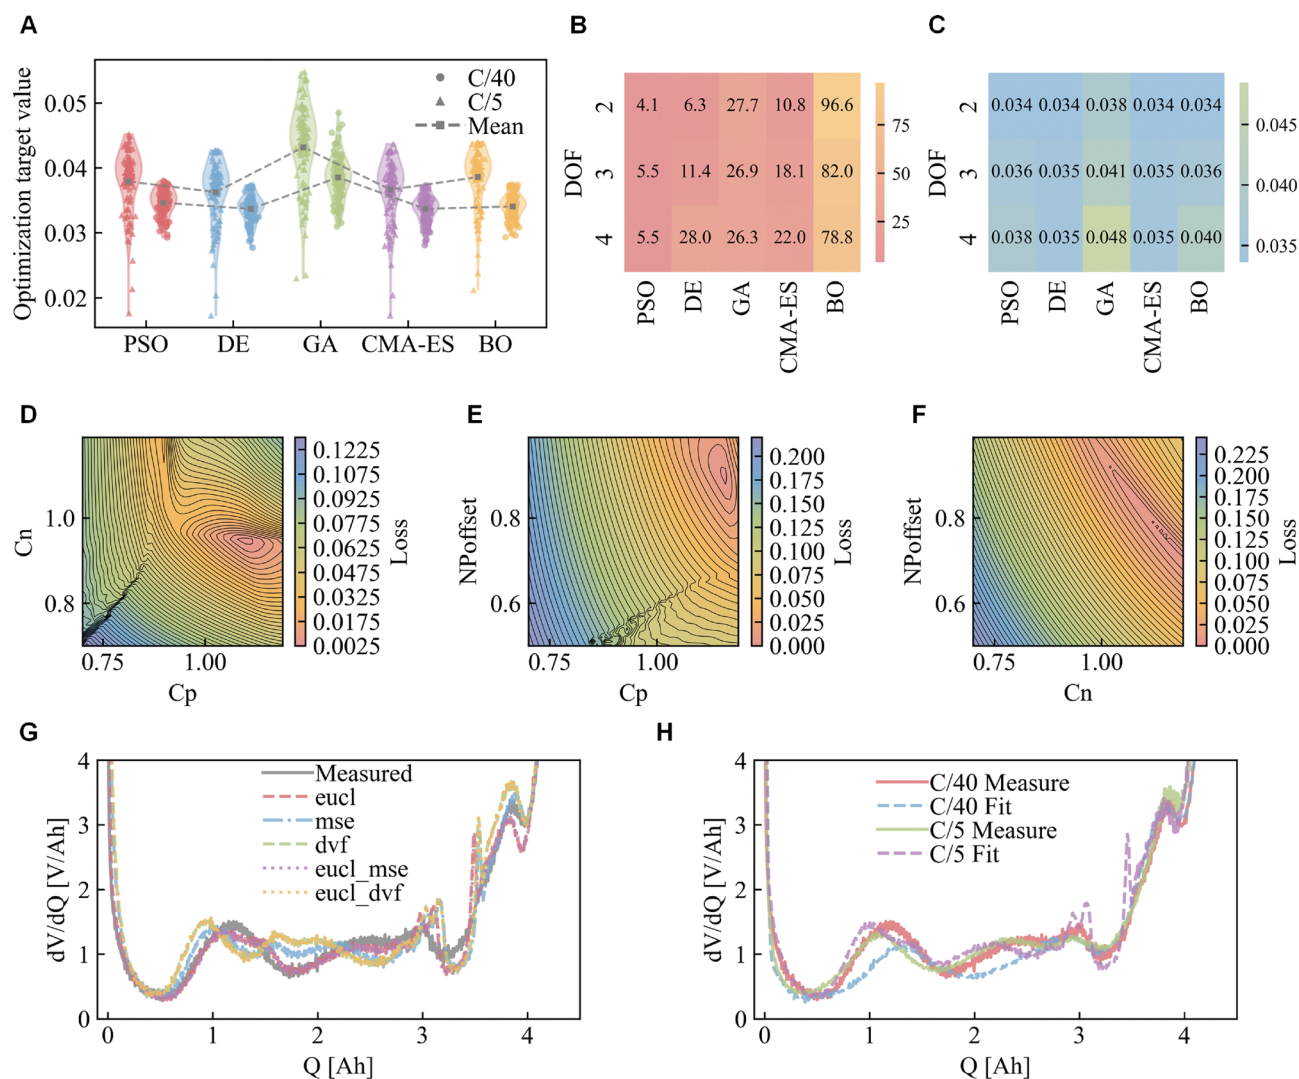 A
Optimization target value
0.05
0.04
0.03
0.02
C/40
C/5
Mean
PSO
DE
GA
CMA-ES
BO
B
DOF
2
3
4
4.1 6.3 27.7 10.8 96.6
5.5 11.4 26.9 18.1 82.0
5.5 28.0 26.3 22.0 78.8
PSO
DE
GA
CMA-ES
BO
75
50
25
C
DOF
2
3
4
0.034 0.034 0.038 0.034 0.034
0.036 0.035 0.041 0.035 0.036
0.038 0.035 0.048 0.035 0.040
PSO
DE
GA
CMA-ES
BO
0.045
0.040
0.035
D
Cn
1.0
0.8
0.75 1.00
Cp
0.1225
0.1075
0.0925
0.0775
0.0625
0.0475
0.0325
0.0175
0.0025
Loss
E
NPoffset
0.8
0.6
0.75 1.00
Cp
0.200
0.175
0.150
0.125
0.100
0.075
0.050
0.025
0.000
Loss
F
NPoffset
0.8
0.6
0.75 1.00
Cn
0.225
0.200
0.175
0.150
0.125
0.100
0.075
0.050
0.025
0.000
Loss
G
dV/dQ [V/Ah]
4
3
2
1
0
Measured
eucl
mse
dvf
eucl_mse
eucl_dvf
0 1 2 3 4
Q [Ah]
H
dV/dQ [V/Ah]
4
3
2
1
0
C/40 Measure
C/40 Fit
C/5 Measure
C/5 Fit
0 1 2 3 4
Q [Ah]